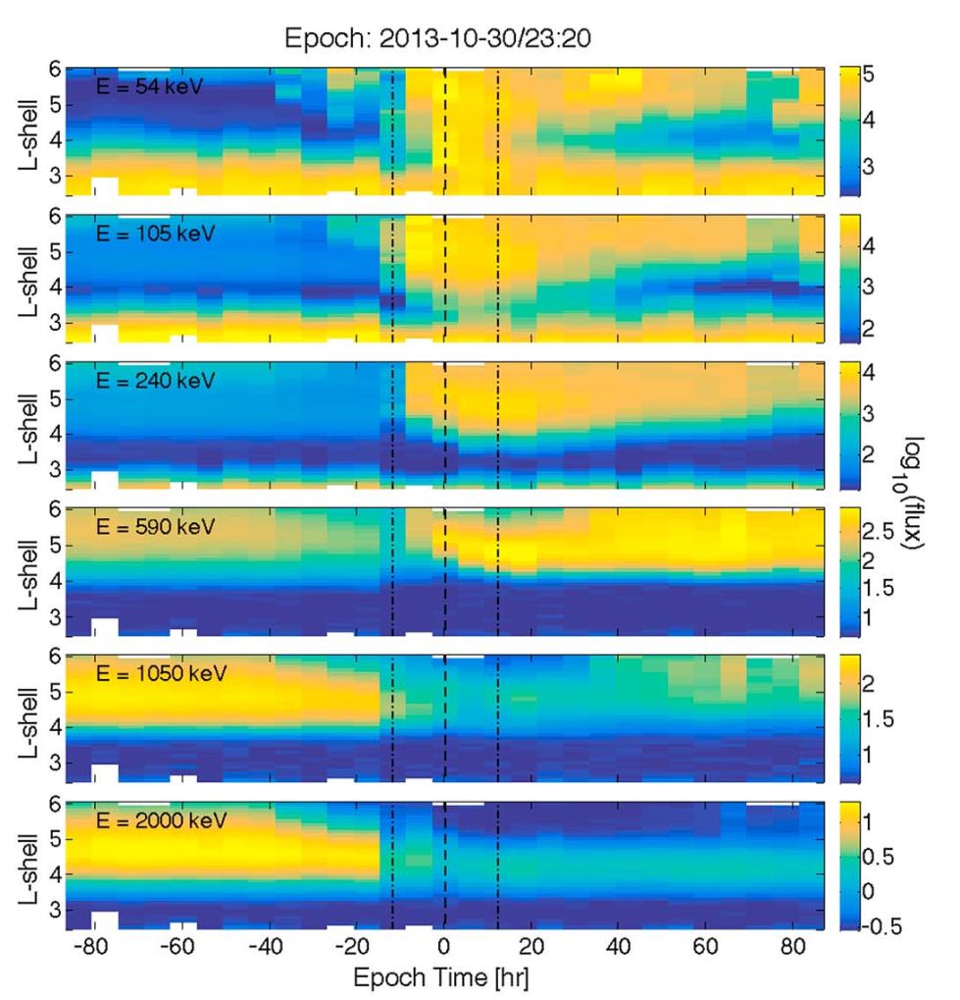 Epoch: 2013-10-30/23:20
E = 54 keV
L-shell
6
5
4
3
5
4
3
E = 105 keV
L-shell
6
5
4
3
4
3
2
E = 240 keV
L-shell
6
5
4
3
4
3
2
log10(flux)
E = 590 keV
L-shell
6
5
4
3
2.5
2
1.5
1
E = 1050 keV
L-shell
6
5
4
3
2
1.5
1
E = 2000 keV
L-shell
6
5
4
3
1
0.5
0
-0.5
-80 -60 -40 -20 0 20 40 60 80
Epoch Time [hr]